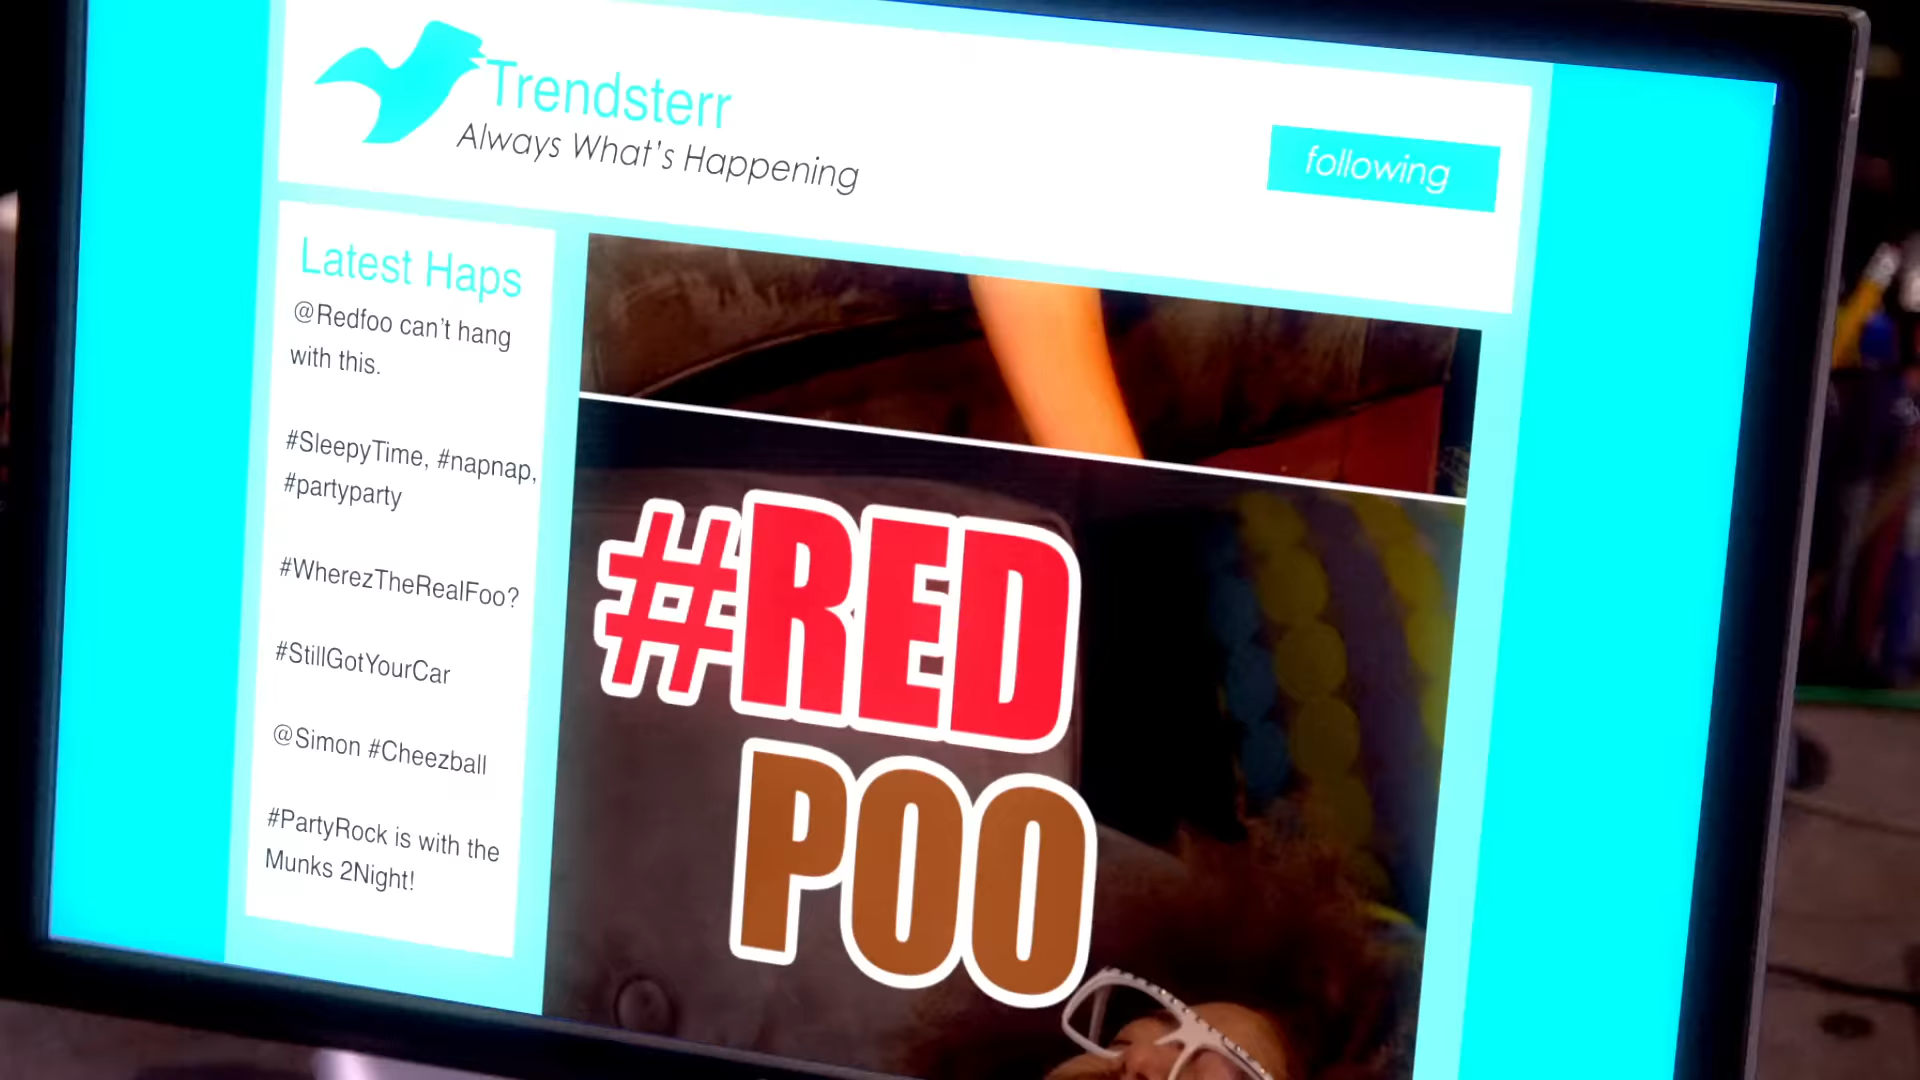 Trendsterr
Always What's Happening
following
Latest Haps
@Redfoo can't hang
with this.
#SleepyTime, #napnap,
#partyparty
#WherezTheRealFoo?
#StillGotYourCar
@Simon #Cheezball
#PartyRock is with the
Munks 2Night!
#RED
POO